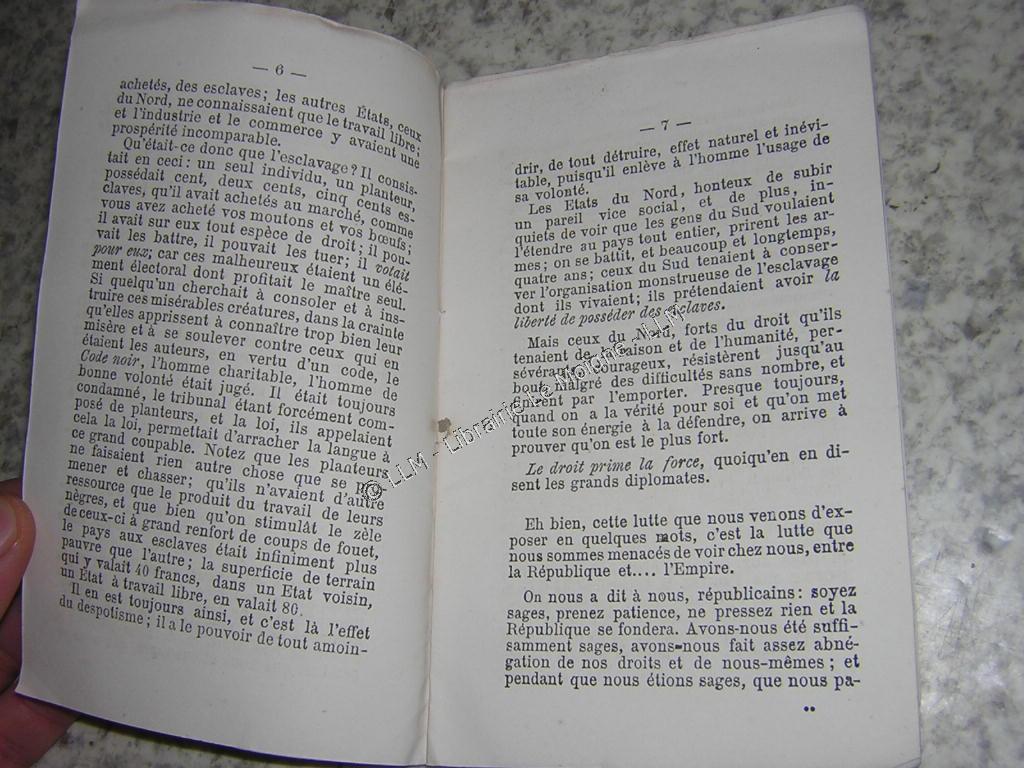 — 6 —
achetés, des esclaves; les autres États, ceux
du Nord, ne connaissaient que le travail libre;
et l'industrie et le commerce y avaient une
prospérité incomparable.
Qu'était-ce donc que l'esclavage? Il consis-
tait en ceci: un seul individu, un planteur,
possédait cent, deux cents, cinq cents es-
claves, qu'il avait achetés au marché, comme
vous avez acheté vos moutons et vos bœufs;
il avait sur eux tout espèce de droit; il pou-
vait les battre, il pouvait les tuer; il votait
pour eux; car ces malheureux étaient un élé-
ment électoral dont profitait le maître seul.
Si quelqu'un cherchait à consoler et à ins-
truire ces misérables créatures, dans la crainte
qu'elles apprissent à connaître trop bien leur
misère et à se soulever contre ceux qui en
étaient les auteurs, en vertu d'un code, le
Code noir, l'homme charitable, l'homme de
bonne volonté était jugé. Il était toujours
condamné, le tribunal étant forcément com-
posé de planteurs, et la loi, ils appelaient
cela la loi, permettait d'arracher la langue à
ce grand coupable. Notez que les planteurs
ne faisaient rien autre chose que se pro-
mener et chasser; qu'ils n'avaient d'autre
ressource que le produit du travail de leurs
nègres, et que bien qu'on stimulât le zèle
de ceux-ci à grand renfort de coups de fouet,
le pays aux esclaves était infiniment plus
pauvre que l'autre; la superficie de terrain
qui y valait 40 francs, dans un Etat voisin,
un État à travail libre, en valait 80.
Il en est toujours ainsi, et c'est là l'effet
du despotisme; il a le pouvoir de tout amoin-
— 7 —
drir, de tout détruire, effet naturel et inévi-
table, puisqu'il enlève à l'homme l'usage de
sa volonté.
Les Etats du Nord, honteux de subir
un pareil vice social, et de plus, in-
quiets de voir que les gens du Sud voulaient
l'étendre au pays tout entier, prirent les ar-
mes; on se battit, et beaucoup et longtemps,
quatre ans; ceux du Sud tenaient à conser-
ver l'organisation monstrueuse de l'esclavage
dont ils vivaient; ils prétendaient avoir la
liberté de posséder des esclaves.
Mais ceux du Nord, forts du droit qu'ils
tenaient de la raison et de l'humanité, per-
sévérants, courageux, résistèrent jusqu'au
bout, malgré des difficultés sans nombre, et
finirent par l'emporter. Presque toujours,
quand on a la vérité pour soi et qu'on met
toute son énergie à la défendre, on arrive à
prouver qu'on est le plus fort.
Le droit prime la force, quoiqu'en en di-
sent les grands diplomates.
Eh bien, cette lutte que nous venons d'ex-
poser en quelques mots, c'est la lutte que
nous sommes menacés de voir chez nous, entre
la République et.... l'Empire.
On nous a dit à nous, républicains: soyez
sages, prenez patience, ne pressez rien et la
République se fondera. Avons-nous été suffi-
samment sages, avons-nous fait assez abné-
gation de nos droits et de nous-mêmes; et
pendant que nous étions sages, que nous pa-
••
© LLM - Librairie Le Moigne - LLM